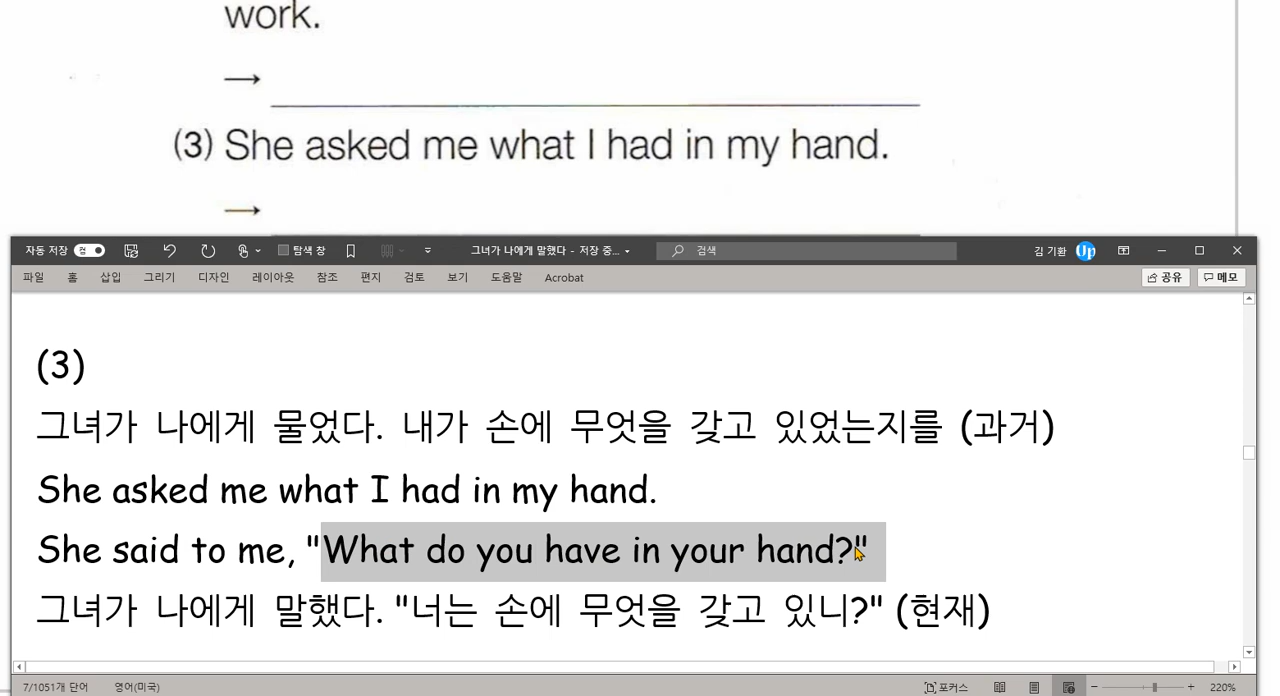 work.
→
(3) She asked me what I had in my hand.
→
자동 저장 켬 탐색 창 그녀가 나에게 말했다 - 저장 중... 검색 김 기환 Up
파일 홈 삽입 그리기 디자인 레이아웃 참조 편지 검토 보기 도움말 Acrobat 공유 메모
(3)
그녀가 나에게 물었다. 내가 손에 무엇을 갖고 있었는지를 (과거)
She asked me what I had in my hand.
She said to me, "What do you have in your hand?"
그녀가 나에게 말했다. "너는 손에 무엇을 갖고 있니?" (현재)
7/1051개 단어 영어(미국) 포커스 220%